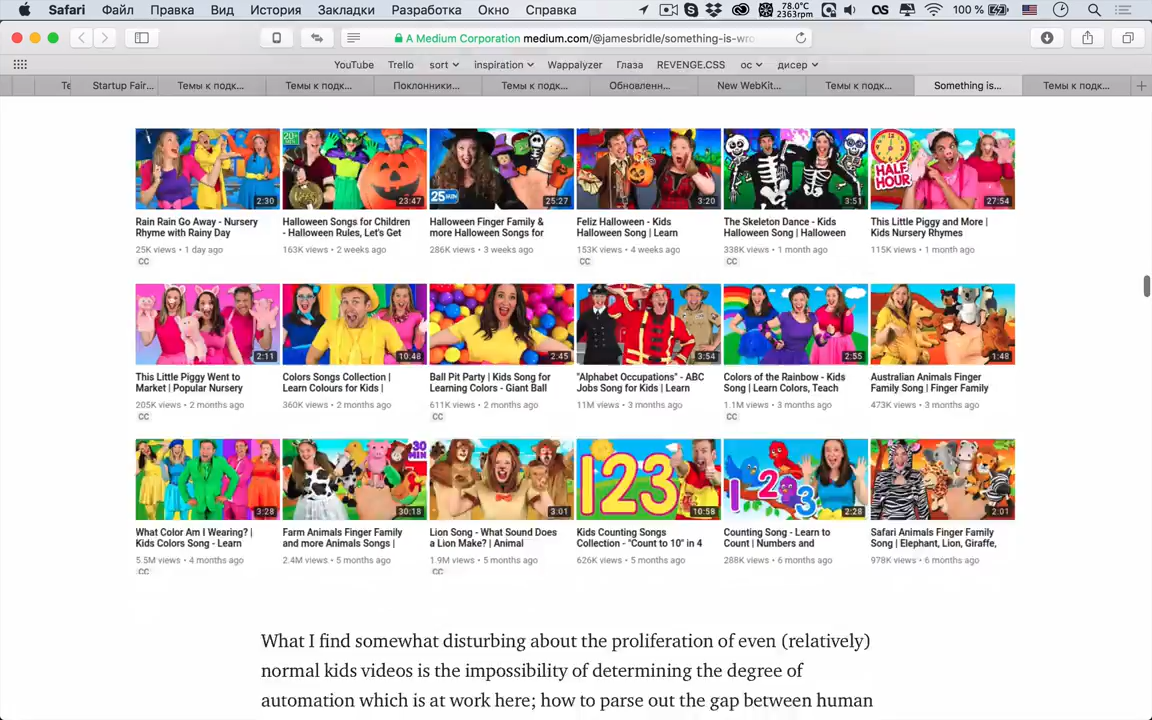 Safari Файл Правка Вид История Закладки Разработка Окно Справка 78.0°C 2363rpm 100 %
A Medium Corporation medium.com/@jamesbridle/something-is-wro
YouTube Trello sort inspiration Wappalyzer Глаза REVENGE.CSS ос дисер
Te Startup Fair... Темы к подк... Темы к подк... Поклонники... Темы к подк... Обновленн... New WebKit... Темы к подк... Something is... Темы к подк...
20+ MIN 25 MIN HALF HOUR
2:30 23:47 25:27 3:20 3:51 27:54
Rain Rain Go Away - Nursery Halloween Songs for Children Halloween Finger Family & Feliz Halloween - Kids The Skeleton Dance - Kids This Little Piggy and More |
Rhyme with Rainy Day - Halloween Rules, Let's Get more Halloween Songs for Halloween Song | Learn Halloween Song | Halloween Kids Nursery Rhymes
25K views • 1 day ago 163K views • 2 weeks ago 286K views • 3 weeks ago 153K views • 4 weeks ago 338K views • 1 month ago 115K views • 1 month ago
CC CC CC
2:11 10:48 2:45 3:54 2:55 1:48
This Little Piggy Went to Colors Songs Collection | Ball Pit Party | Kids Song for "Alphabet Occupations" - ABC Colors of the Rainbow - Kids Australian Animals Finger
Market | Popular Nursery Learn Colours for Kids | Learning Colors - Giant Ball Jobs Song for Kids | Learn Song | Learn Colors, Teach Family Song | Finger Family
205K views • 2 months ago 360K views • 2 months ago 611K views • 2 months ago 11M views • 3 months ago 1.1M views • 3 months ago 473K views • 3 months ago
CC CC CC
30 MIN 123 1 2 3
3:28 30:18 3:01 10:58 2:28 2:01
What Color Am I Wearing? | Farm Animals Finger Family Lion Song - What Sound Does Kids Counting Songs Counting Song - Learn to Safari Animals Finger Family
Kids Colors Song - Learn and more Animals Songs | a Lion Make? | Animal Collection - "Count to 10" in 4 Count | Numbers and Song | Elephant, Lion, Giraffe,
5.5M views • 4 months ago 2.4M views • 5 months ago 1.9M views • 5 months ago 626K views • 5 months ago 288K views • 6 months ago 978K views • 6 months ago
CC CC
What I find somewhat disturbing about the proliferation of even (relatively)
normal kids videos is the impossibility of determining the degree of
automation which is at work here; how to parse out the gap between human